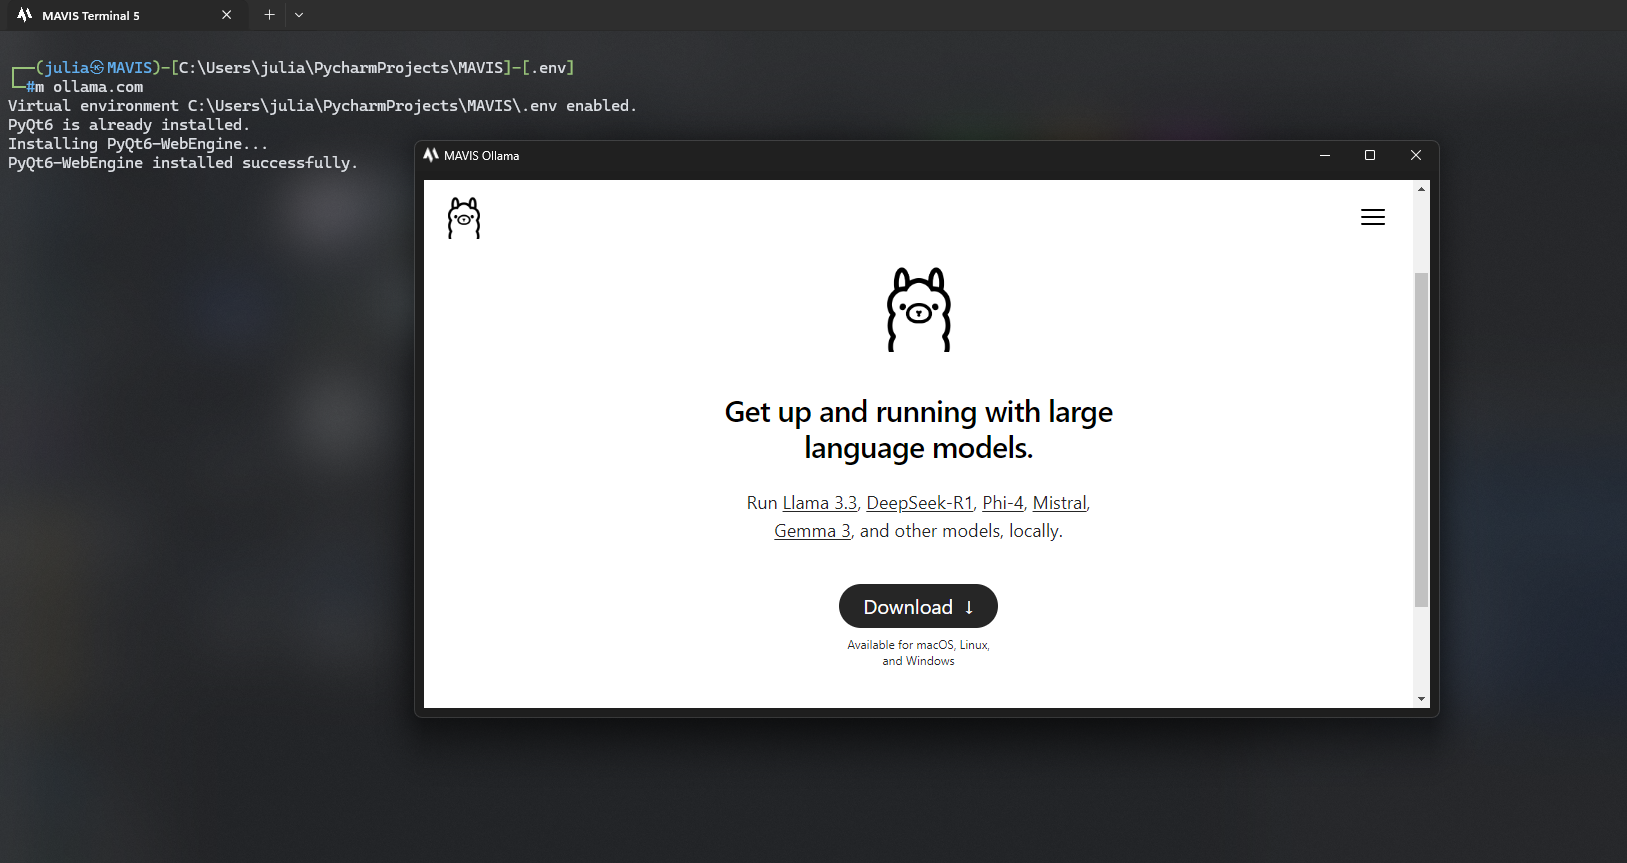 MAVIS Terminal 5
(julia㉿MAVIS)-[C:\Users\julia\PycharmProjects\MAVIS]-[.env]
#m ollama.com
Virtual environment C:\Users\julia\PycharmProjects\MAVIS\.env enabled.
PyQt6 is already installed.
Installing PyQt6-WebEngine...
PyQt6-WebEngine installed successfully.
MAVIS Ollama
Get up and running with large
language models.
Run Llama 3.3, DeepSeek-R1, Phi-4, Mistral,
Gemma 3, and other models, locally.
Download ↓
Available for macOS, Linux,
and Windows